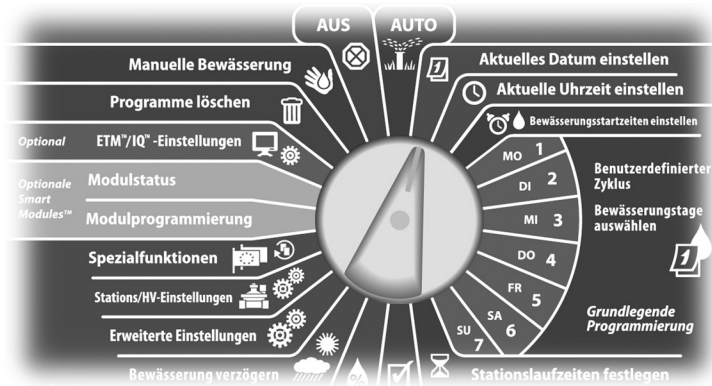 AUS
AUTO
Manuelle Bewässerung
Programme löschen
Optional
ETM™/IQ™ -Einstellungen
Optionale
Smart
Modules™
Modulstatus
Modulprogrammierung
Spezialfunktionen
Stations/HV-Einstellungen
Erweiterte Einstellungen
Bewässerung verzögern
%
1
Aktuelles Datum einstellen
Aktuelle Uhrzeit einstellen
Bewässerungsstartzeiten einstellen
MO 1
DI 2
MI 3
DO 4
FR 5
SA 6
SU 7
Benutzerdefinierter
Zyklus
Bewässerungstage
auswählen
1
Grundlegende
Programmierung
Stationslaufzeiten festlegen